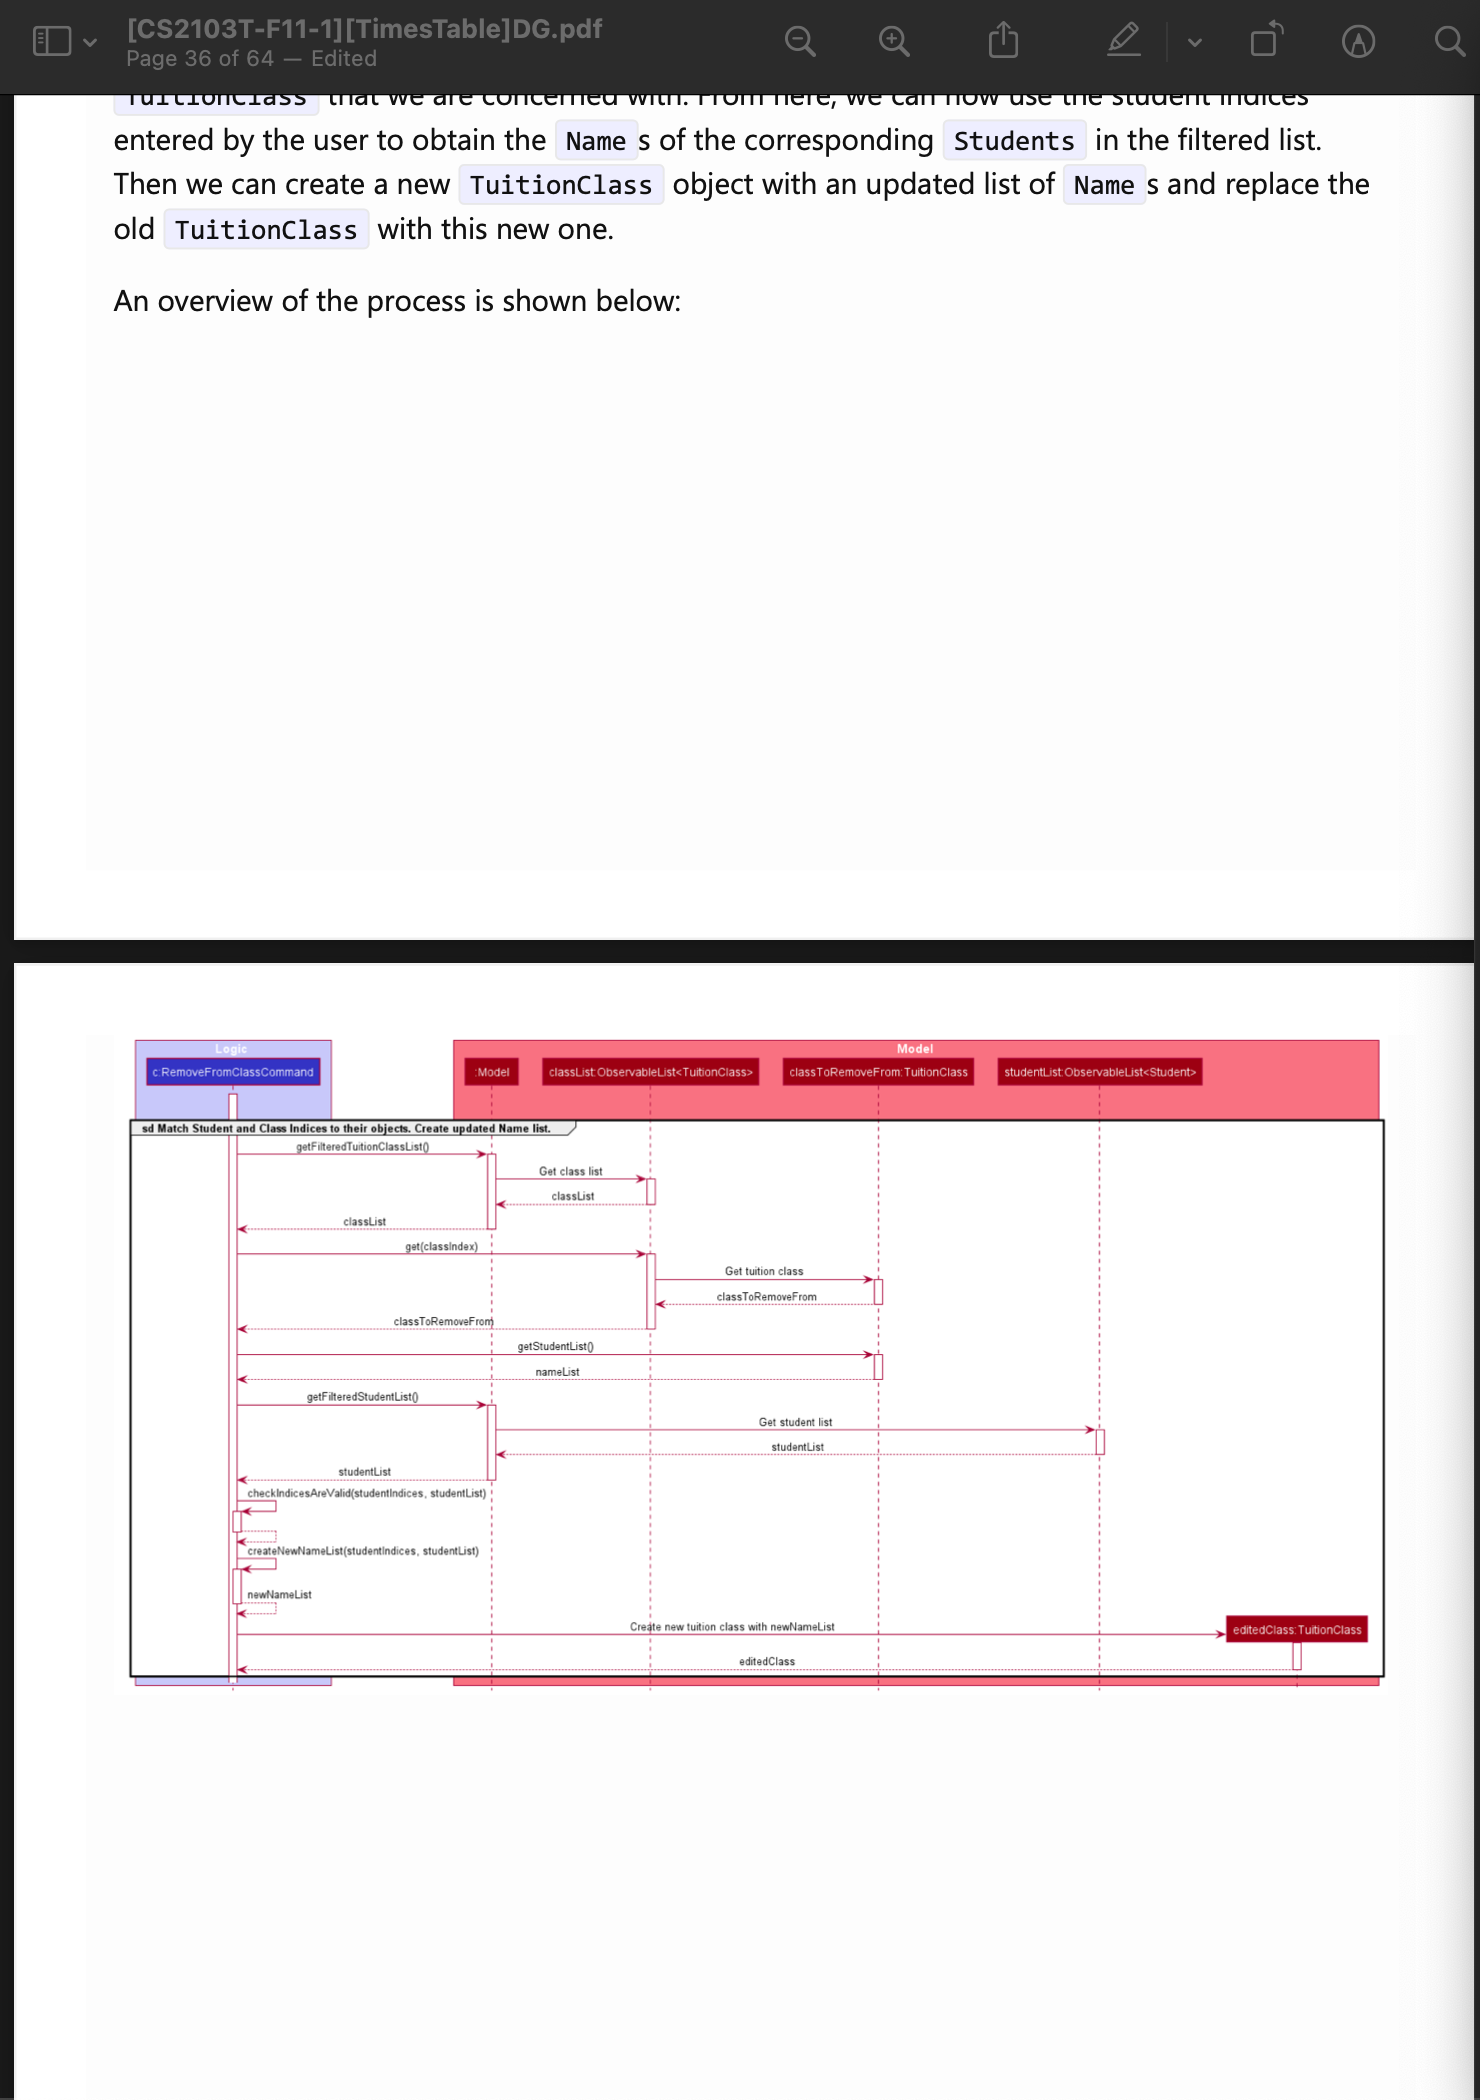 [CS2103T-F11-1][TimesTable]DG.pdf
Page 36 of 64 — Edited
TuitionClass that we are concerned with. From here, we can now use the student indices
entered by the user to obtain the Name s of the corresponding Students in the filtered list.
Then we can create a new TuitionClass object with an updated list of Name s and replace the
old TuitionClass with this new one.
An overview of the process is shown below:
Logic
Model
c:RemoveFromClassCommand
:Model
classList:ObservableList<TuitionClass>
classToRemoveFrom:TuitionClass
studentList:ObservableList<Student>
sd Match Student and Class Indices to their objects. Create updated Name list.
getFilteredTuitionClassList()
Get class list
classList
classList
get(classIndex)
Get tuition class
classToRemoveFrom
classToRemoveFrom
getStudentList()
nameList
getFilteredStudentList()
Get student list
studentList
studentList
checkIndicesAreValid(studentIndices, studentList)
createNewNameList(studentIndices, studentList)
newNameList
Create new tuition class with newNameList
editedClass:TuitionClass
editedClass